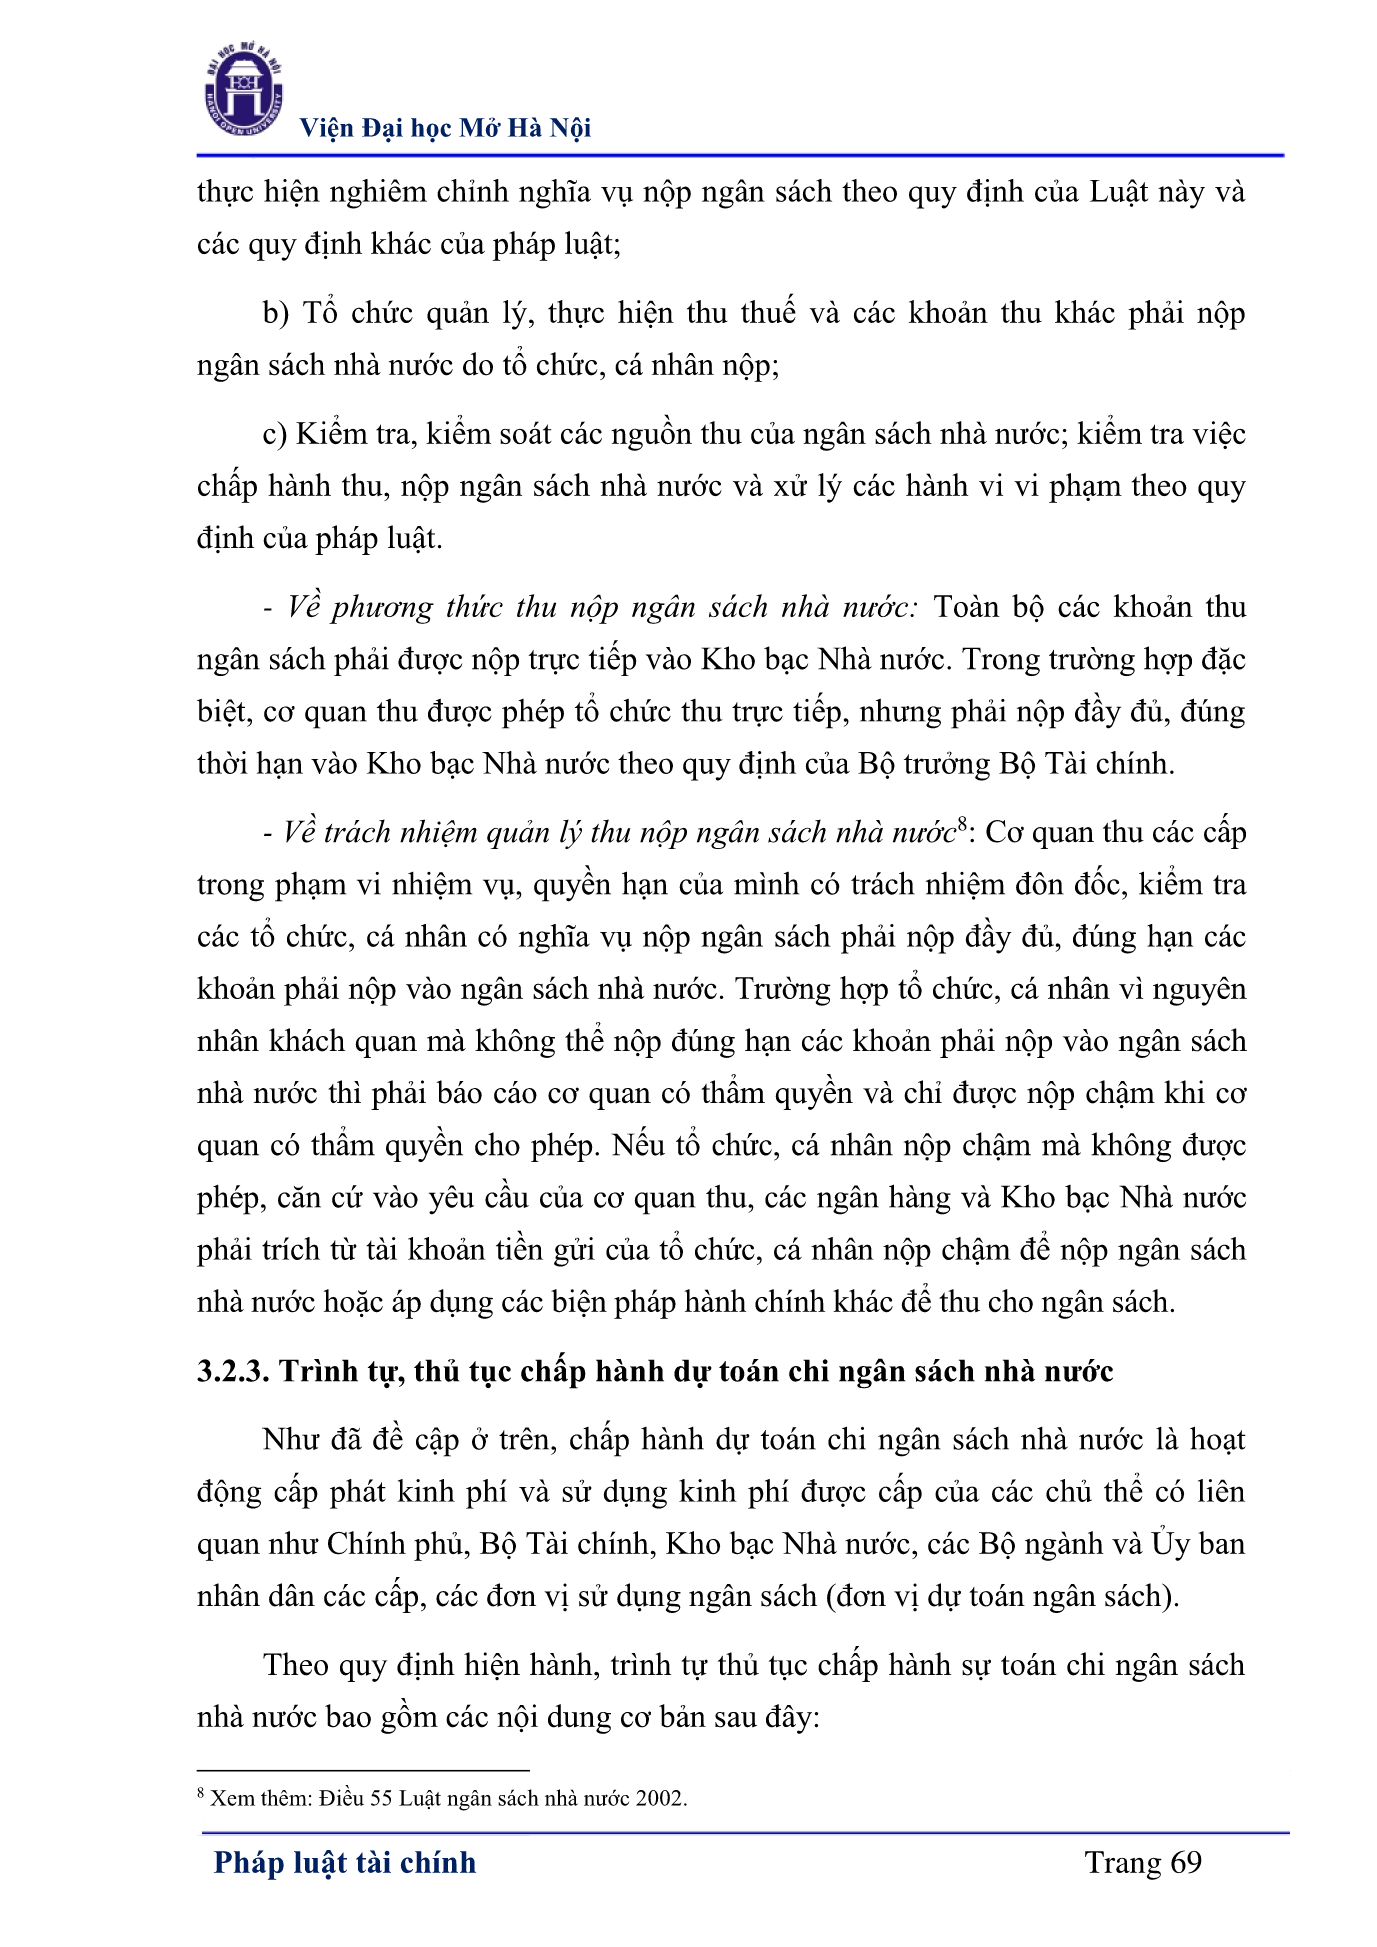 ĐẠI HỌC MỞ HÀ NỘI
HANOI OPEN UNIVERSITY
Viện Đại học Mở Hà Nội
thực hiện nghiêm chỉnh nghĩa vụ nộp ngân sách theo quy định của Luật này và
các quy định khác của pháp luật;
b) Tổ chức quản lý, thực hiện thu thuế và các khoản thu khác phải nộp
ngân sách nhà nước do tổ chức, cá nhân nộp;
c) Kiểm tra, kiểm soát các nguồn thu của ngân sách nhà nước; kiểm tra việc
chấp hành thu, nộp ngân sách nhà nước và xử lý các hành vi vi phạm theo quy
định của pháp luật.
- Về phương thức thu nộp ngân sách nhà nước: Toàn bộ các khoản thu
ngân sách phải được nộp trực tiếp vào Kho bạc Nhà nước. Trong trường hợp đặc
biệt, cơ quan thu được phép tổ chức thu trực tiếp, nhưng phải nộp đầy đủ, đúng
thời hạn vào Kho bạc Nhà nước theo quy định của Bộ trưởng Bộ Tài chính.
- Về trách nhiệm quản lý thu nộp ngân sách nhà nước8: Cơ quan thu các cấp
trong phạm vi nhiệm vụ, quyền hạn của mình có trách nhiệm đôn đốc, kiểm tra
các tổ chức, cá nhân có nghĩa vụ nộp ngân sách phải nộp đầy đủ, đúng hạn các
khoản phải nộp vào ngân sách nhà nước. Trường hợp tổ chức, cá nhân vì nguyên
nhân khách quan mà không thể nộp đúng hạn các khoản phải nộp vào ngân sách
nhà nước thì phải báo cáo cơ quan có thẩm quyền và chỉ được nộp chậm khi cơ
quan có thẩm quyền cho phép. Nếu tổ chức, cá nhân nộp chậm mà không được
phép, căn cứ vào yêu cầu của cơ quan thu, các ngân hàng và Kho bạc Nhà nước
phải trích từ tài khoản tiền gửi của tổ chức, cá nhân nộp chậm để nộp ngân sách
nhà nước hoặc áp dụng các biện pháp hành chính khác để thu cho ngân sách.
3.2.3. Trình tự, thủ tục chấp hành dự toán chi ngân sách nhà nước
Như đã đề cập ở trên, chấp hành dự toán chi ngân sách nhà nước là hoạt
động cấp phát kinh phí và sử dụng kinh phí được cấp của các chủ thể có liên
quan như Chính phủ, Bộ Tài chính, Kho bạc Nhà nước, các Bộ ngành và Ủy ban
nhân dân các cấp, các đơn vị sử dụng ngân sách (đơn vị dự toán ngân sách).
Theo quy định hiện hành, trình tự thủ tục chấp hành sự toán chi ngân sách
nhà nước bao gồm các nội dung cơ bản sau đây:
8 Xem thêm: Điều 55 Luật ngân sách nhà nước 2002.
Pháp luật tài chính
Trang 69